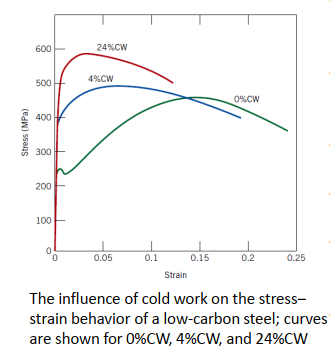 600
24%CW
500
4%CW
0%CW
400
Stress (MPa)
300
200
100
0
0 0.05 0.1 0.15 0.2 0.25
Strain
The influence of cold work on the stress–
strain behavior of a low-carbon steel; curves
are shown for 0%CW, 4%CW, and 24%CW